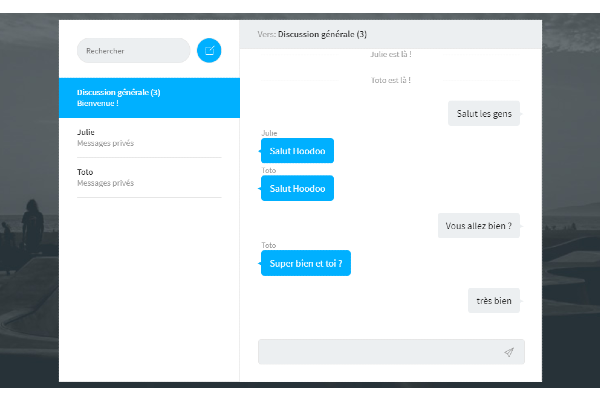 Rechercher
Discussion générale (3)
Bienvenue !
Julie
Messages privés
Toto
Messages privés
Vers: Discussion générale (3)
Julie est là !
Toto est là !
Salut les gens
Julie
Salut Hoodoo
Toto
Salut Hoodoo
Vous allez bien ?
Toto
Super bien et toi ?
très bien